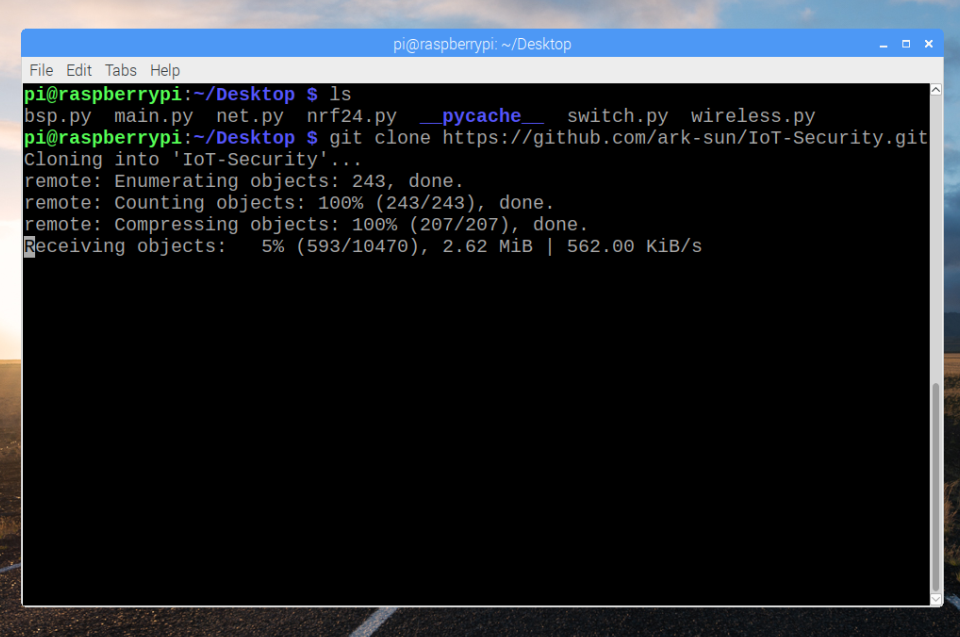 pi@raspberrypi: ~/Desktop
File Edit Tabs Help
pi@raspberrypi:~/Desktop $ ls
bsp.py  main.py  net.py  nrf24.py  __pycache__  switch.py  wireless.py
pi@raspberrypi:~/Desktop $ git clone https://github.com/ark-sun/IoT-Security.git
Cloning into 'IoT-Security'...
remote: Enumerating objects: 243, done.
remote: Counting objects: 100% (243/243), done.
remote: Compressing objects: 100% (207/207), done.
Receiving objects:   5% (593/10470), 2.62 MiB | 562.00 KiB/s